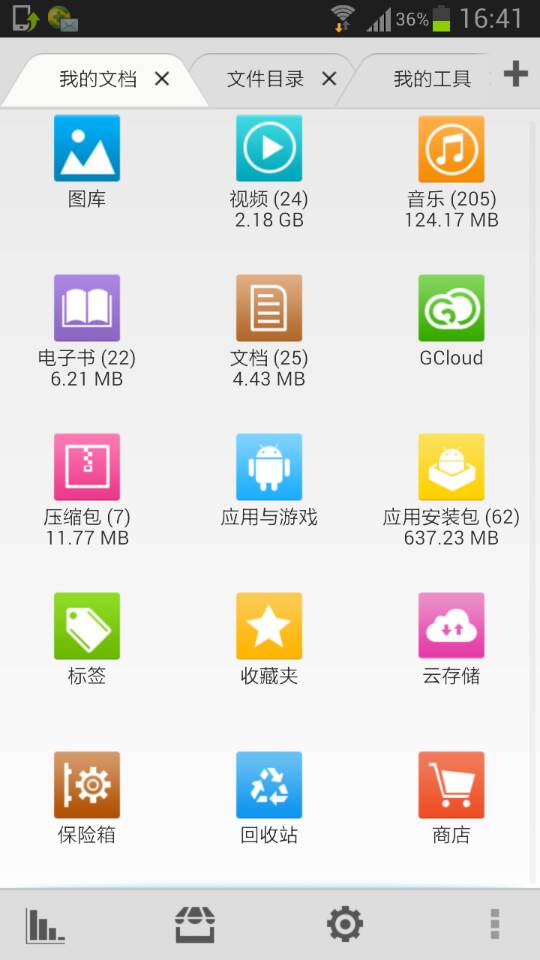 36% 16:41
我的文档 文件目录 我的工具
图库 视频 (24) 音乐 (205)
2.18 GB 124.17 MB
电子书 (22) 文档 (25) GCloud
6.21 MB 4.43 MB
压缩包 (7) 应用与游戏 应用安装包 (62)
11.77 MB 637.23 MB
标签 收藏夹 云存储
保险箱 回收站 商店